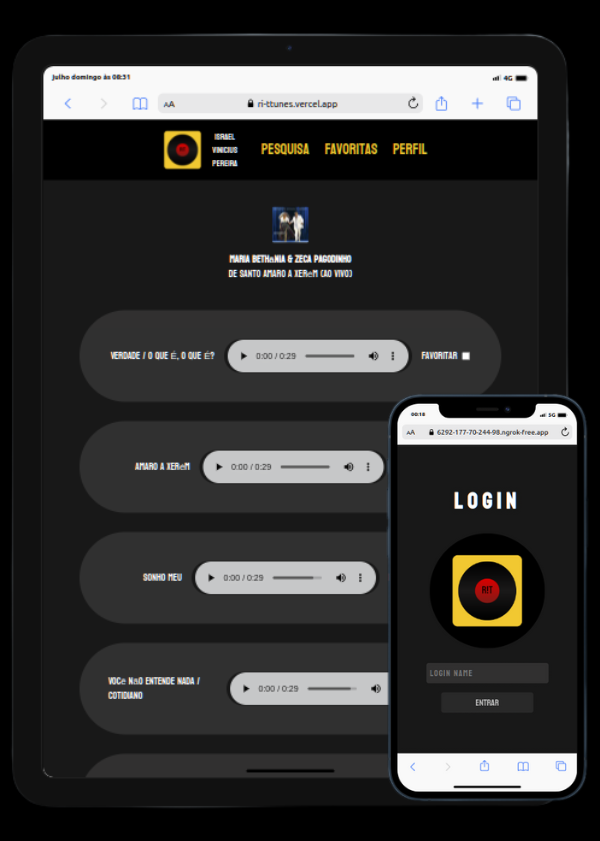 Julho domingo às 08:31
4G
AA
ri-ttunes.vercel.app
RIT
ISRAEL
VINICIUS
PEREIRA
PESQUISA
FAVORITAS
PERFIL
MARIA BETHâNIA & ZECA PAGODINHO
DE SANTO AMARO A XERéM (AO VIVO)
VERDADE / O QUE É, O QUE É?
0:00 / 0:29
FAVORITAR
AMARO A XERéM
0:00 / 0:29
SONHO MEU
0:00 / 0:29
VOCê NãO ENTENDE NADA /
COTIDIANO
0:00 / 0:29
00:18
3G
AA
6292-177-70-244-98.ngrok-free.app
LOGIN
RIT
LOGIN NAME
ENTRAR